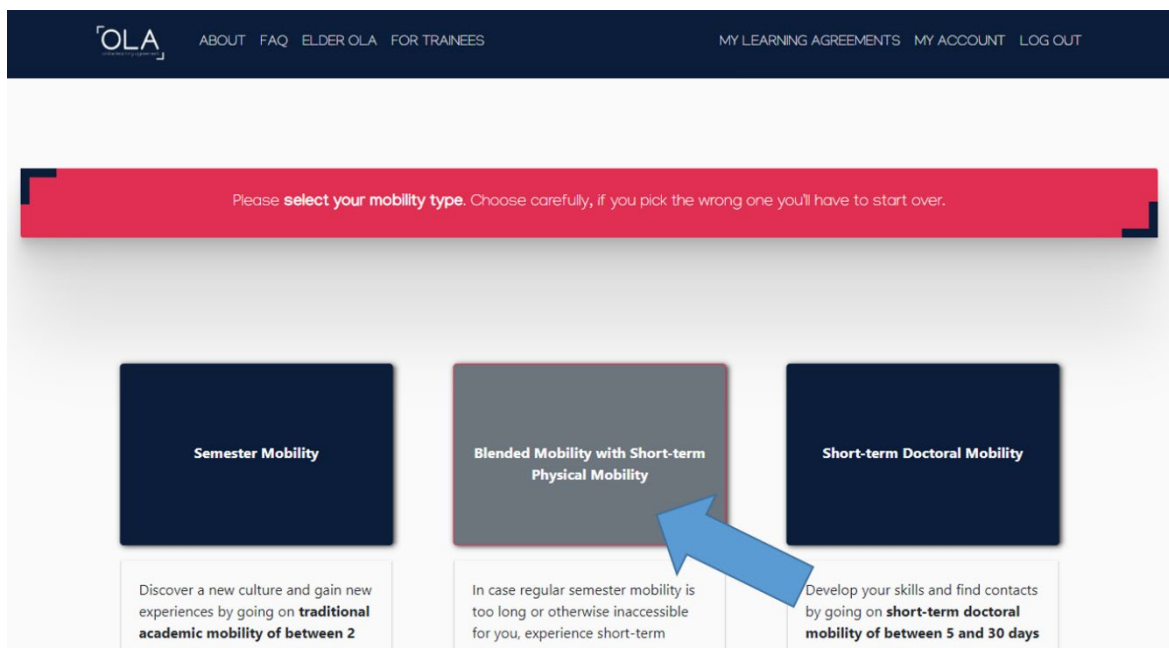 OLA
ABOUT FAQ ELDER OLA FOR TRAINEES
MY LEARNING AGREEMENTS MY ACCOUNT LOG OUT
Please select your mobility type. Choose carefully, if you pick the wrong one you'll have to start over.
Semester Mobility
Blended Mobility with Short-term
Physical Mobility
Short-term Doctoral Mobility
Discover a new culture and gain new
experiences by going on traditional
academic mobility of between 2
In case regular semester mobility is
too long or otherwise inaccessible
for you, experience short-term
Develop your skills and find contacts
by going on short-term doctoral
mobility of between 5 and 30 days